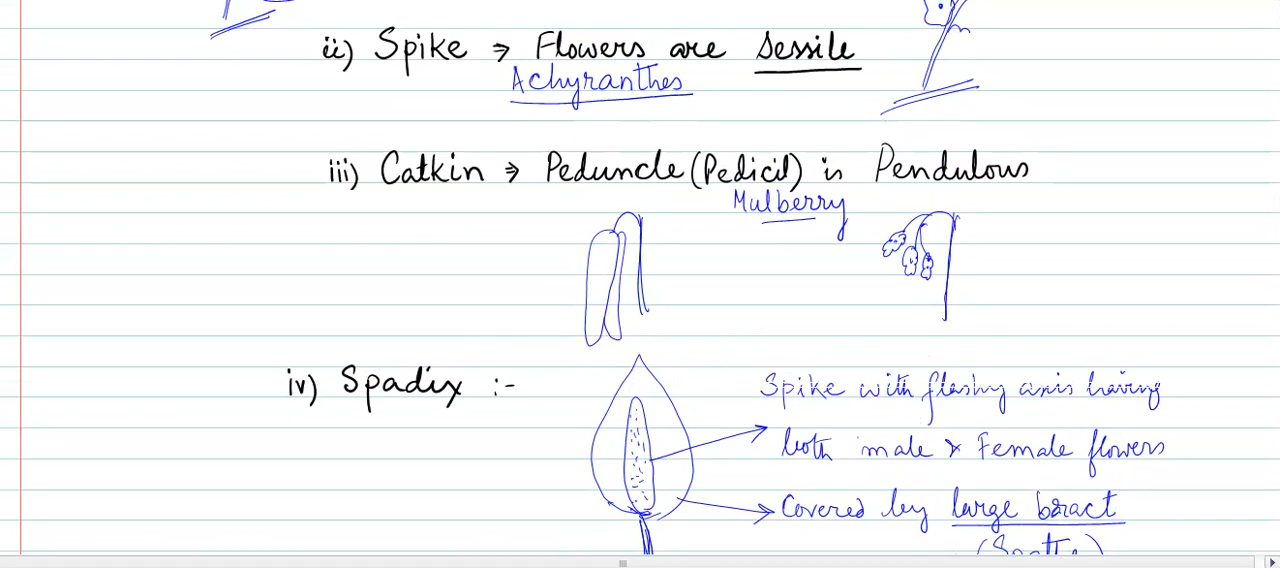 ii) Spike ⇒ Flowers are Sessile
Achyranthes
iii) Catkin ⇒ Peduncle (Pedicil) is Pendulous
Mulberry
iv) Spadix :-
Spike with fleshy axis having
both male & Female flowers
Covered by large bract